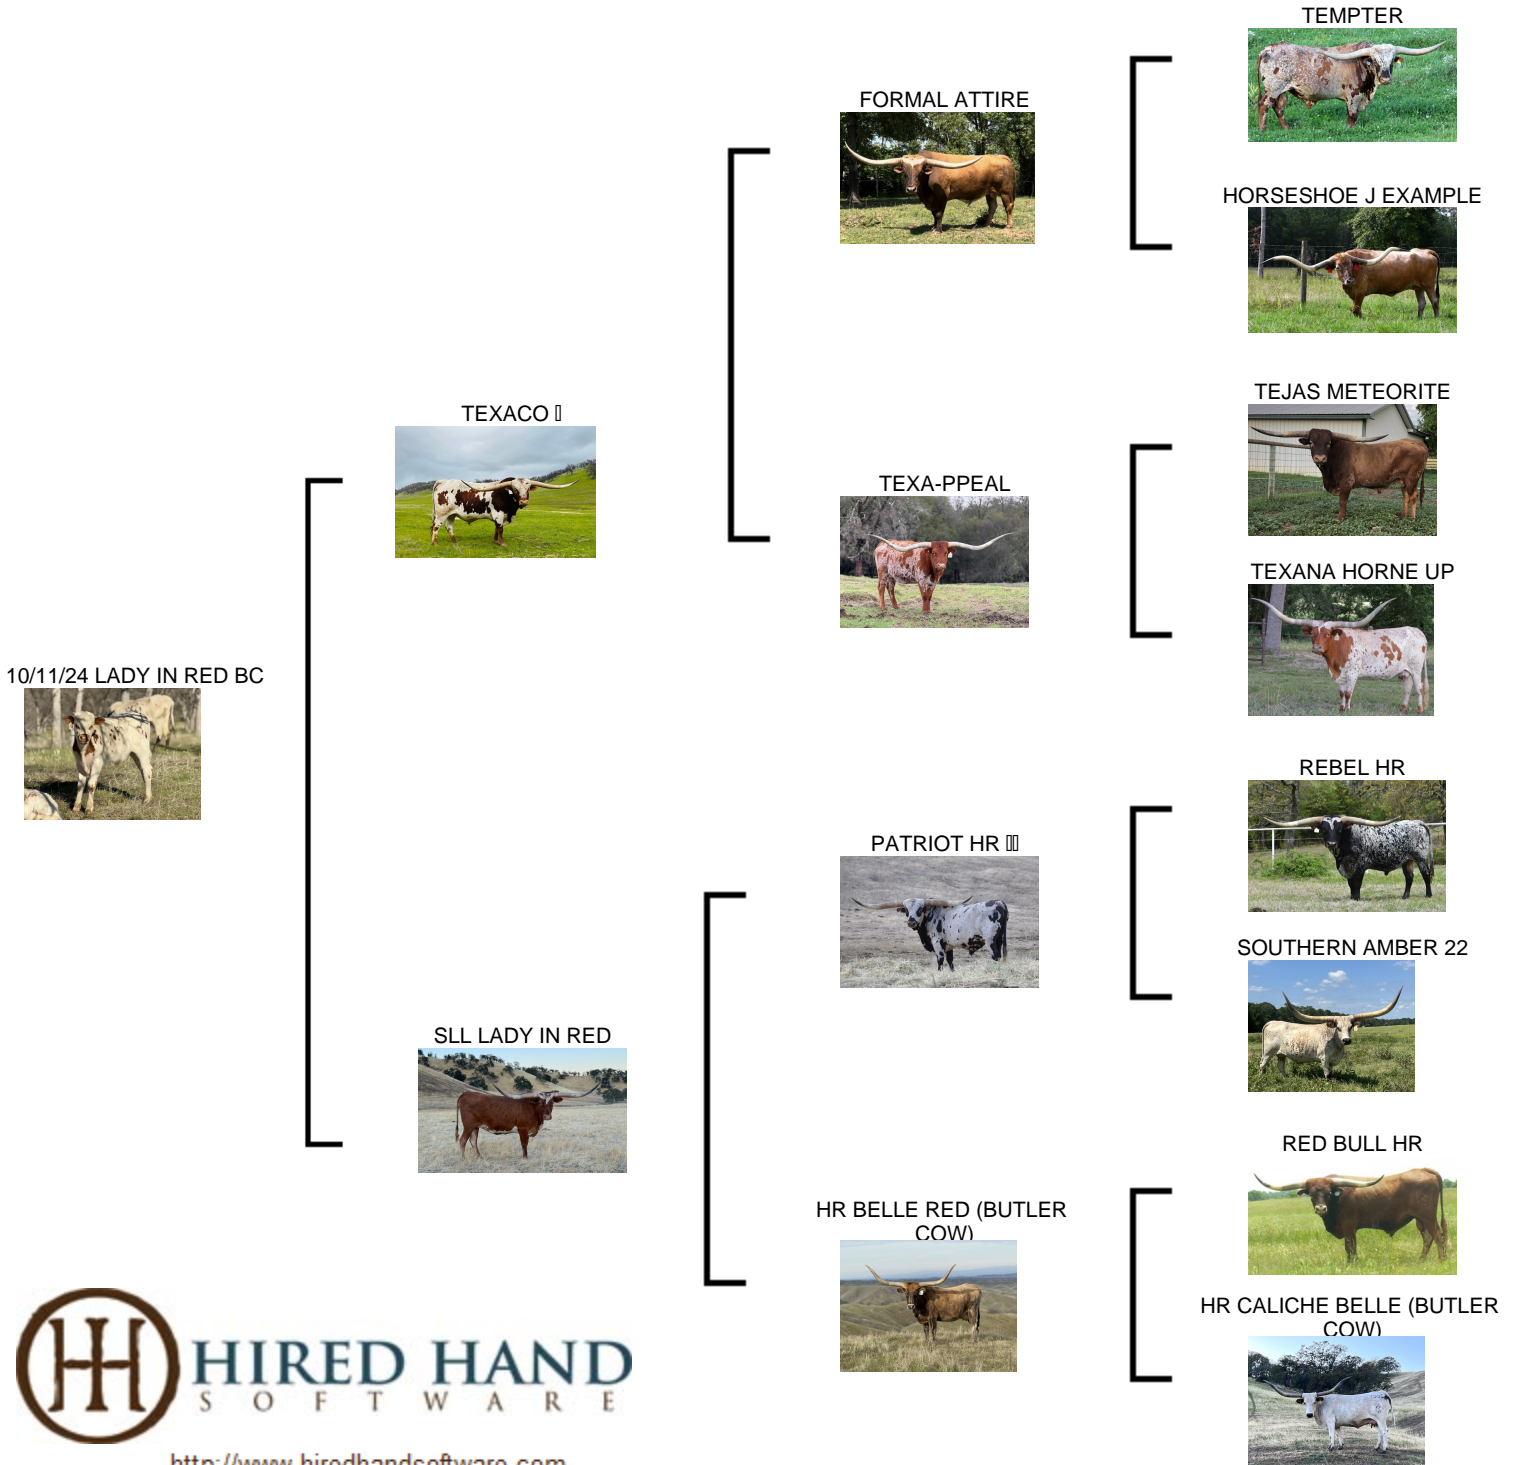 TEMPTER
FORMAL ATTIRE
HORSESHOE J EXAMPLE
TEXACO
TEJAS METEORITE
TEXA-PPEAL
TEXANA HORNE UP
10/11/24 LADY IN RED BC
REBEL HR
PATRIOT HR
SOUTHERN AMBER 22
SLL LADY IN RED
RED BULL HR
HR BELLE RED (BUTLER
COW)
HR CALICHE BELLE (BUTLER
COW)
HIRED HAND
SOFTWARE
http://www.hiredhandsoftware.com